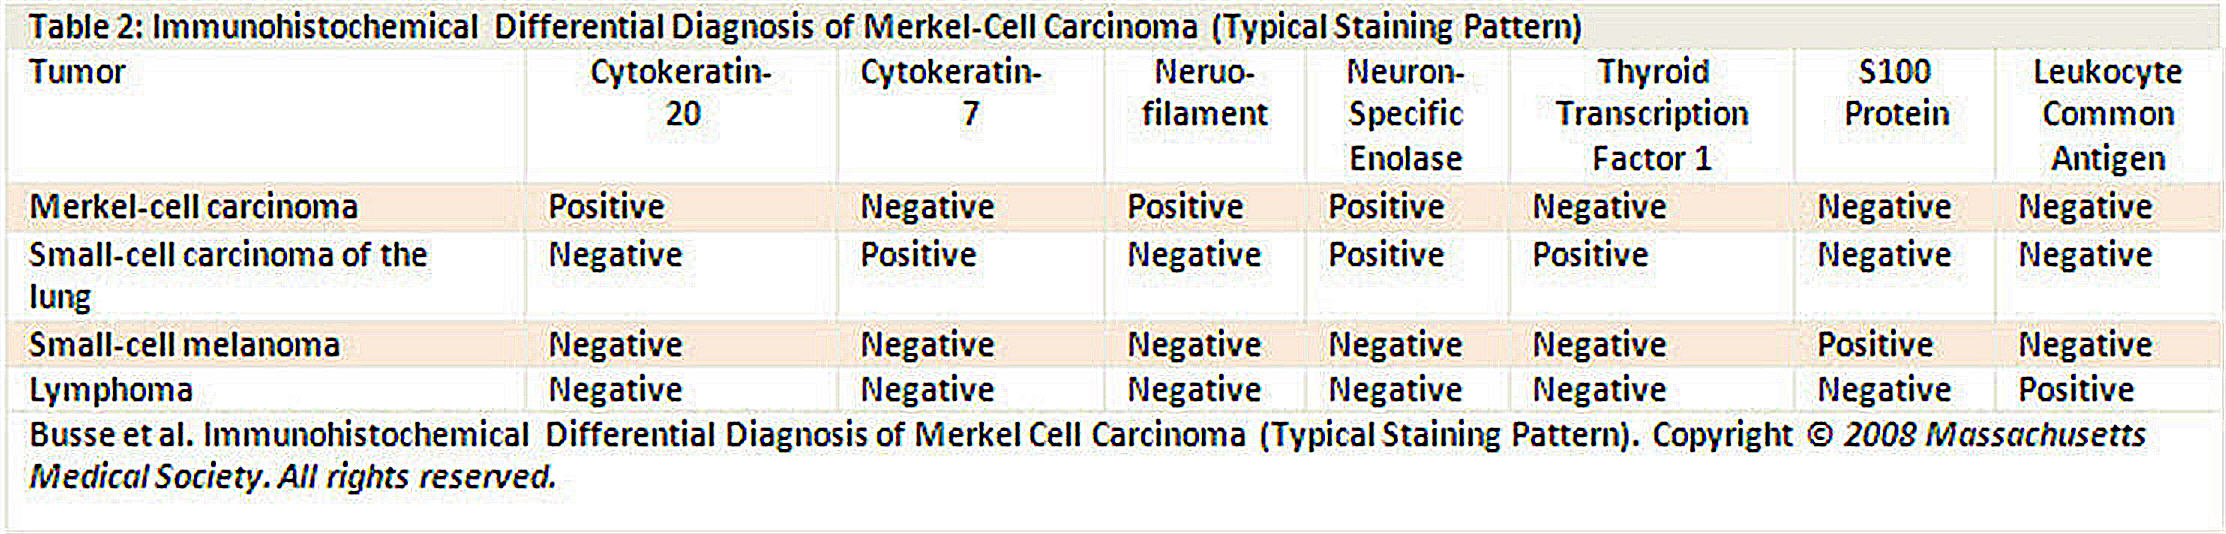 Table 2: Immunohistochemical Differential Diagnosis of Merkel-Cell Carcinoma (Typical Staining Pattern)
Tumor Cytokeratin- Cytokeratin- Neruo- Neuron- Thyroid S100 Leukocyte
20 7 filament Specific Transcription Protein Common
Enolase Factor 1 Antigen
Merkel-cell carcinoma Positive Negative Positive Positive Negative Negative Negative
Small-cell carcinoma of the Negative Positive Negative Positive Positive Negative Negative
lung
Small-cell melanoma Negative Negative Negative Negative Negative Positive Negative
Lymphoma Negative Negative Negative Negative Negative Negative Positive
Busse et al. Immunohistochemical Differential Diagnosis of Merkel Cell Carcinoma (Typical Staining Pattern). Copyright © 2008 Massachusetts
Medical Society. All rights reserved.